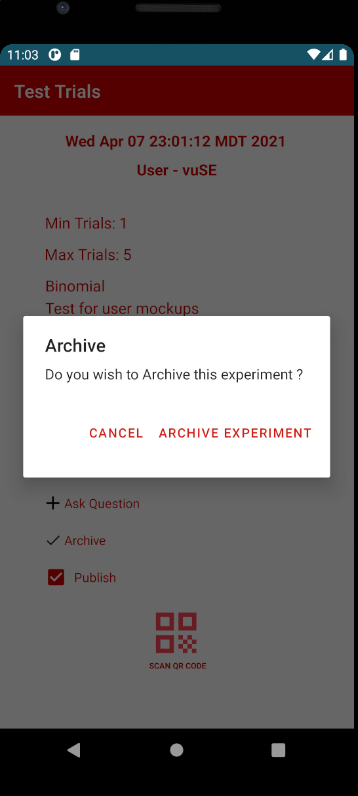 11:03
Test Trials
Wed Apr 07 23:01:12 MDT 2021
User - vuSE
Min Trials: 1
Max Trials: 5
Binomial
Test for user mockups
Archive
Do you wish to Archive this experiment ?
CANCEL ARCHIVE EXPERIMENT
Ask Question
Archive
Publish
SCAN QR CODE